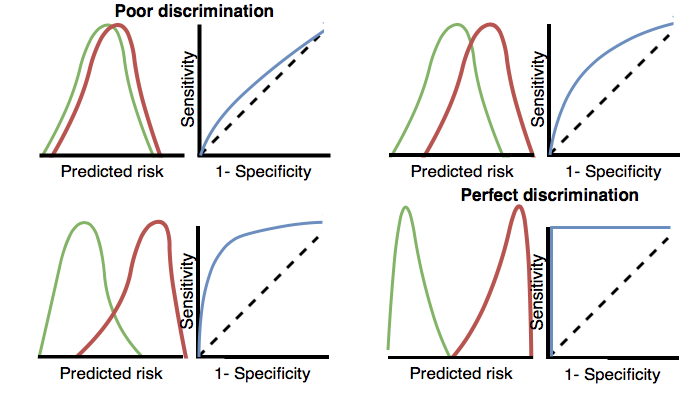 Poor discrimination
Sensitivity
Predicted risk
1- Specificity
Sensitivity
Predicted risk
1- Specificity
Perfect discrimination
Sensitivity
Predicted risk
1- Specificity
Sensitivity
Predicted risk
1- Specificity